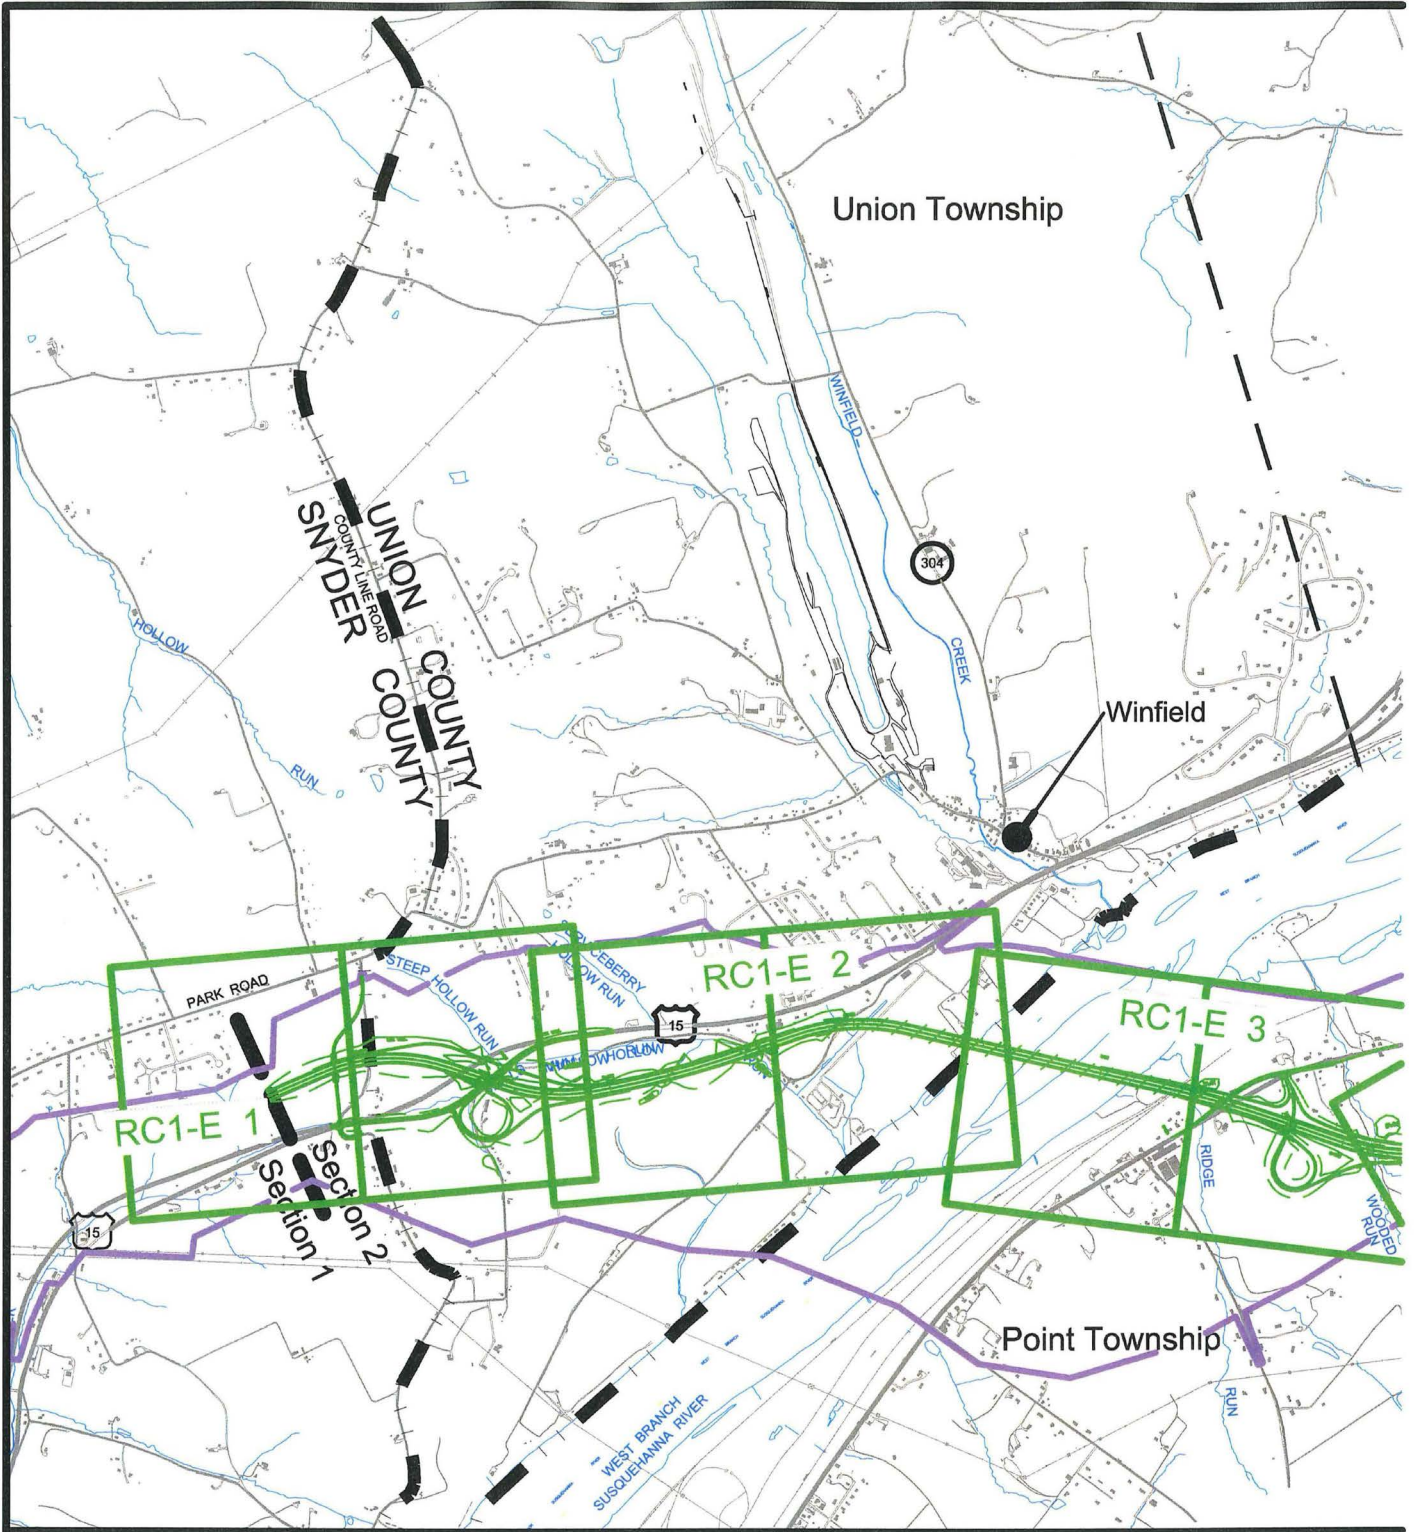 Union Township
WINFIELD
304
UNION COUNTY
COUNTY LINE ROAD
SNYDER COUNTY
HOLLOW
RUN
CREEK
Winfield
PARK ROAD
STEEP HOLLOW RUN
HOLLOW RUN
RC1-E 2
15
RC1-E 3
RC1-E 1
Section 2
Section 1
15
RIDGE
RUN
WOODED
RUN
Point Township
WEST BRANCH
SUSQUEHANNA RIVER